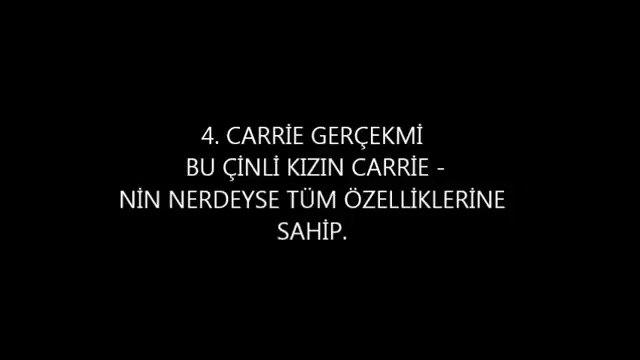 4. CARRİE GERÇEKMİ
BU ÇİNLİ KIZIN CARRİE -
NİN NERDEYSE TÜM ÖZELLİKLERİNE
SAHİP.